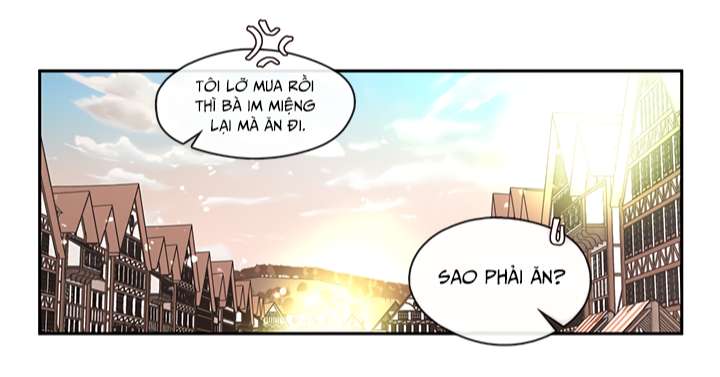 TÔI LỠ MUA RỒI
THÌ BÀ IM MIỆNG
LẠI MÀ ĂN ĐI.
SAO PHẢI ĂN?